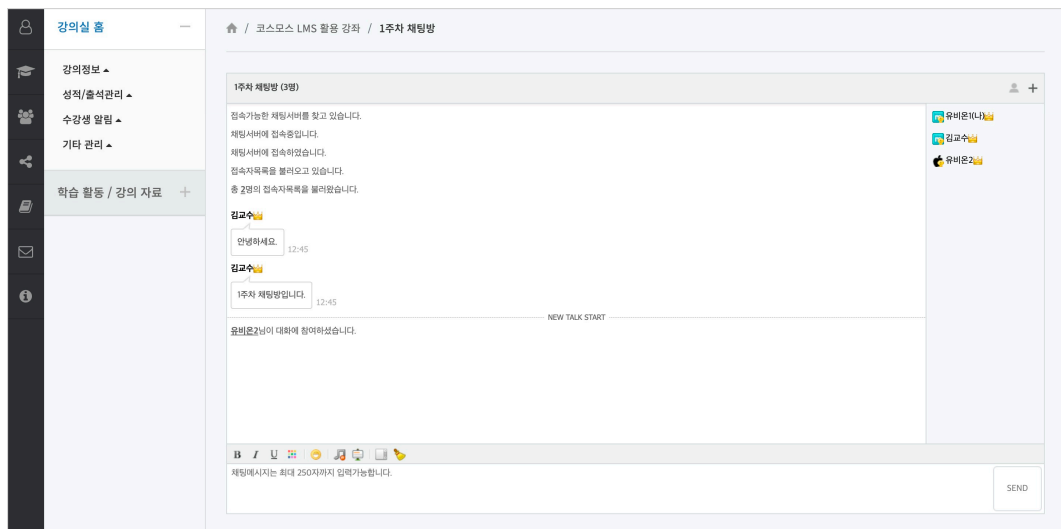 강의실 홈
강의정보
성적/출석관리
수강생 알림
기타 관리
학습 활동 / 강의 자료
/ 코스모스 LMS 활용 강좌 / 1주차 채팅방
1주차 채팅방 (3명)
접속가능한 채팅서버를 찾고 있습니다.
채팅서버에 접속중입니다.
채팅서버에 접속하였습니다.
접속자목록을 불러오고 있습니다.
총 2명의 접속자목록을 불러왔습니다.
김교수
안녕하세요.
12:45
김교수
1주차 채팅방입니다.
12:45
NEW TALK START
유비온2님이 대화에 참여하셨습니다.
유비온1(나)
김교수
유비온2
B I U
채팅메시지는 최대 250자까지 입력가능합니다.
SEND